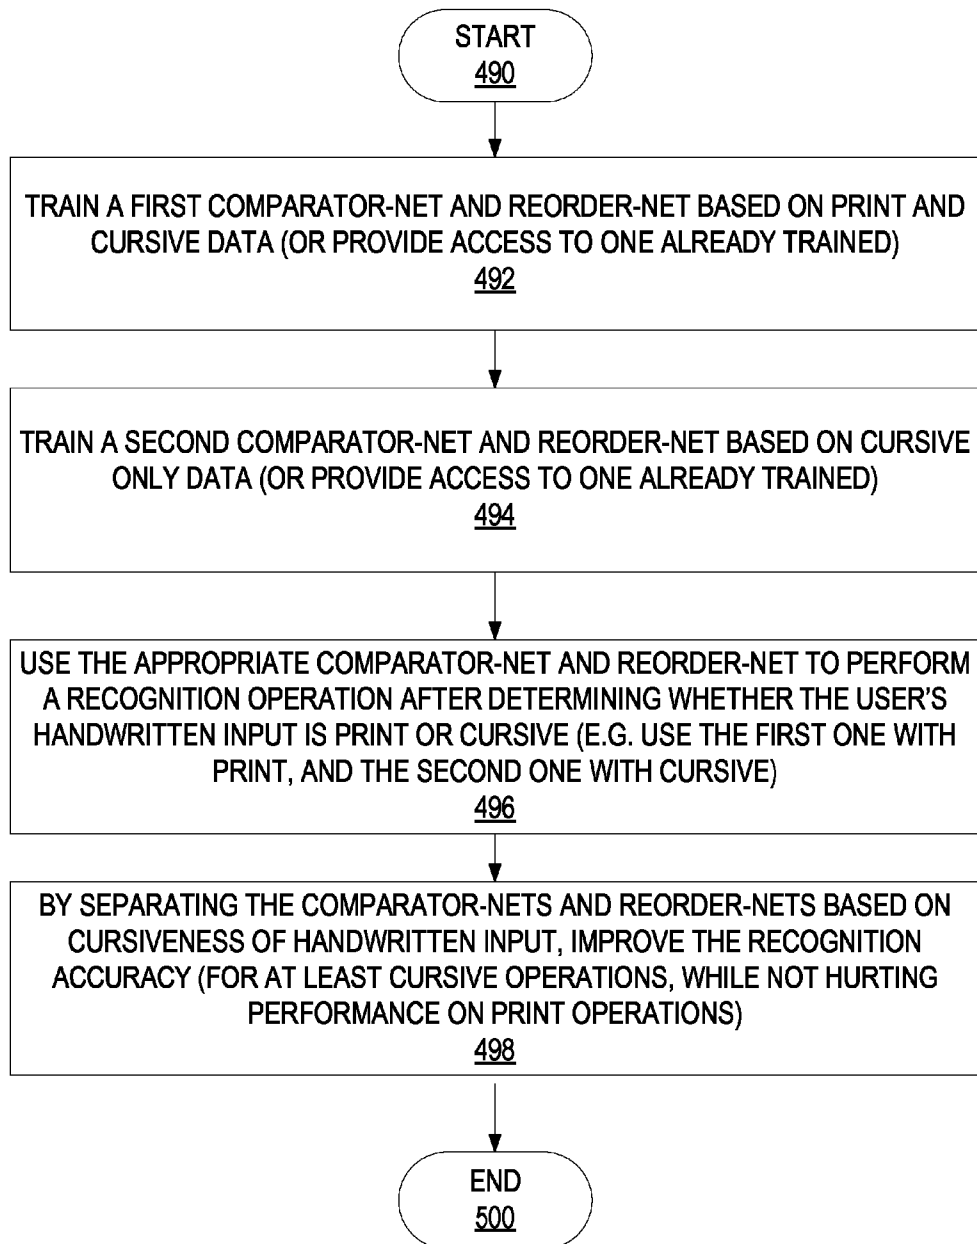 START
490
TRAIN A FIRST COMPARATOR-NET AND REORDER-NET BASED ON PRINT AND
CURSIVE DATA (OR PROVIDE ACCESS TO ONE ALREADY TRAINED)
492
TRAIN A SECOND COMPARATOR-NET AND REORDER-NET BASED ON CURSIVE
ONLY DATA (OR PROVIDE ACCESS TO ONE ALREADY TRAINED)
494
USE THE APPROPRIATE COMPARATOR-NET AND REORDER-NET TO PERFORM
A RECOGNITION OPERATION AFTER DETERMINING WHETHER THE USER'S
HANDWRITTEN INPUT IS PRINT OR CURSIVE (E.G. USE THE FIRST ONE WITH
PRINT, AND THE SECOND ONE WITH CURSIVE)
496
BY SEPARATING THE COMPARATOR-NETS AND REORDER-NETS BASED ON
CURSIVENESS OF HANDWRITTEN INPUT, IMPROVE THE RECOGNITION
ACCURACY (FOR AT LEAST CURSIVE OPERATIONS, WHILE NOT HURTING
PERFORMANCE ON PRINT OPERATIONS)
498
END
500